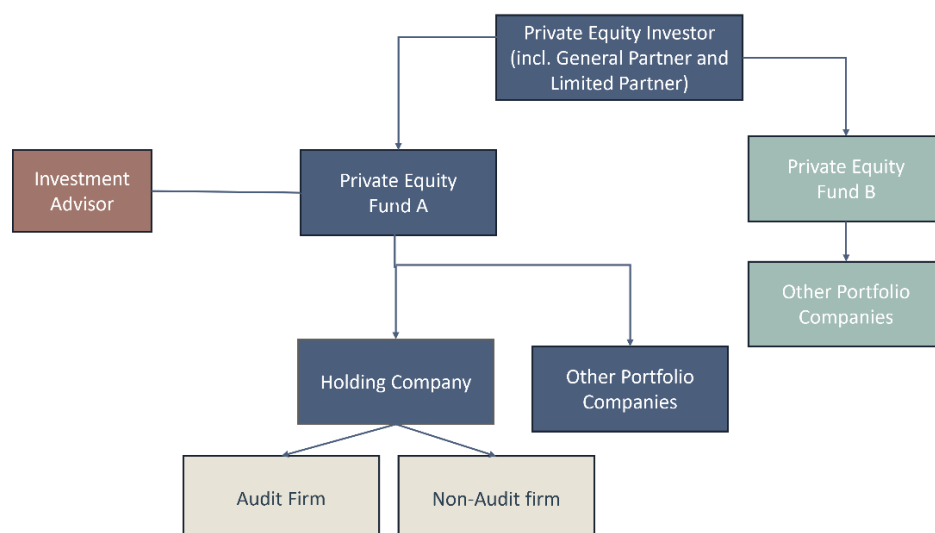 Private Equity Investor
(incl. General Partner and
Limited Partner)
Investment
Advisor
Private Equity
Fund A
Private Equity
Fund B
Other Portfolio
Companies
Holding Company
Other Portfolio
Companies
Audit Firm
Non-Audit firm